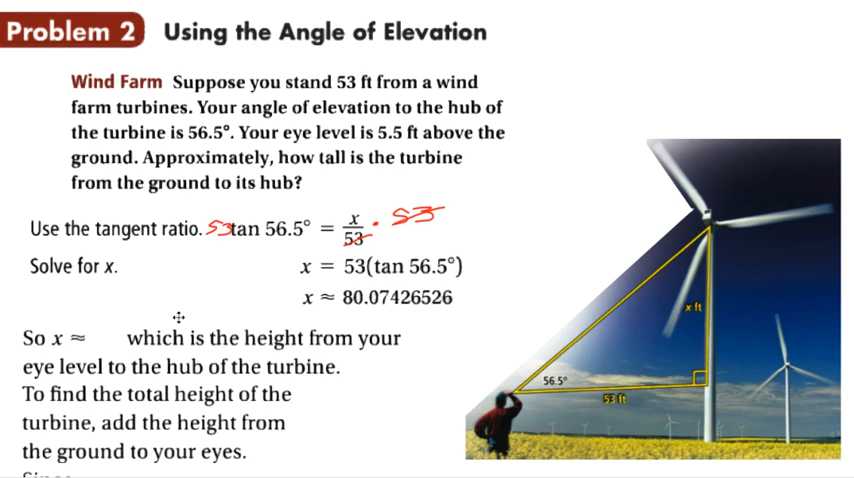 Problem 2 Using the Angle of Elevation
Wind Farm Suppose you stand 53 ft from a wind
farm turbines. Your angle of elevation to the hub of
the turbine is 56.5°. Your eye level is 5.5 ft above the
ground. Approximately, how tall is the turbine
from the ground to its hub?
Use the tangent ratio. 53 tan 56.5° = x/53 · 53
Solve for x. x = 53(tan 56.5°)
x ≈ 80.07426526
So x ≈ which is the height from your
eye level to the hub of the turbine.
To find the total height of the
turbine, add the height from
the ground to your eyes.
x ft
56.5°
53 ft